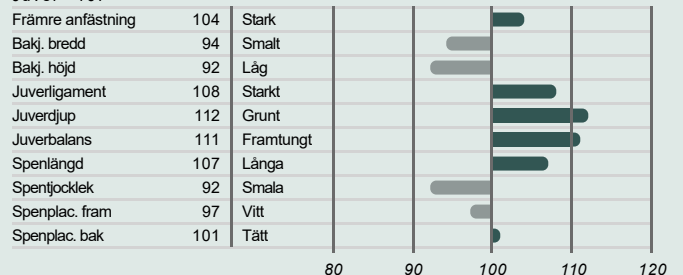 Främre anfästning 104 Stark
Bakj. bredd 94 Smalt
Bakj. höjd 92 Låg
Juverligament 108 Starkt
Juverdjup 112 Grunt
Juverbalans 111 Framtungt
Spenlängd 107 Långa
Spentjocklek 92 Smala
Spenplac. fram 97 Vitt
Spenplac. bak 101 Tätt
80 90 100 110 120